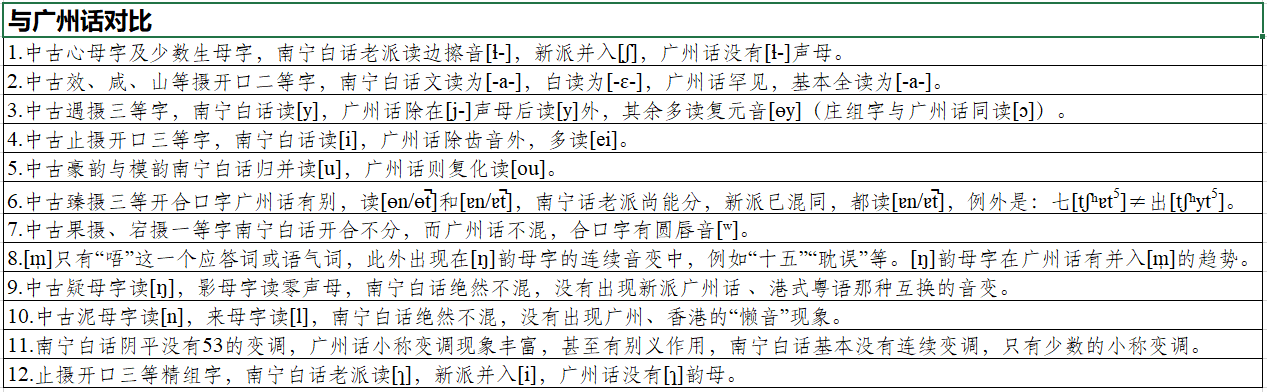 与广州话对比
1.中古心母字及少数生母字，南宁白话老派读边擦音[ɬ-]，新派并入[ʃ]，广州话没有[ɬ-]声母。
2.中古效、咸、山等摄开口二等字，南宁白话文读为[-a-]，白读为[-ɛ-]，广州话罕见，基本全读为[-a-]。
3.中古遇摄三等字，南宁白话读[y]，广州话除在[j-]声母后读[y]外，其余多读复元音[ɵy]（庄组字与广州话同读[ɔ]）。
4.中古止摄开口三等字，南宁白话读[i]，广州话除齿音外，多读[ei]。
5.中古豪韵与模韵南宁白话归并读[u]，广州话则复化读[ou]。
6.中古臻摄三等开合口字广州话有别，读[ɵn/ɵt̚]和[ɐn/ɐt̚]，南宁话老派尚能分，新派已混同，都读[ɐn/ɐt̚]，例外是：七[tʃʰɐt⁵]≠出[tʃʰyt⁵]。
7.中古果摄、宕摄一等字南宁白话开合不分，而广州话不混，合口字有圆唇音[ʷ]。
8.[m̩]只有“唔”这一个应答词或语气词，此外出现在[ŋ]韵母字的连续音变中，例如“十五”“耽误”等。[ŋ]韵母字在广州话有并入[m̩]的趋势。
9.中古疑母字读[ŋ]，影母字读零声母，南宁白话绝然不混，没有出现新派广州话、港式粤语那种互换的音变。
10.中古泥母字读[n]，来母字读[l]，南宁白话绝然不混，没有出现广州、香港的“懒音”现象。
11.南宁白话阴平没有53的变调，广州话小称变调现象丰富，甚至有别义作用，南宁白话基本没有连续变调，只有少数的小称变调。
12.止摄开口三等精组字，南宁白话老派读[ɿ]，新派并入[i]，广州话没有[ɿ]韵母。